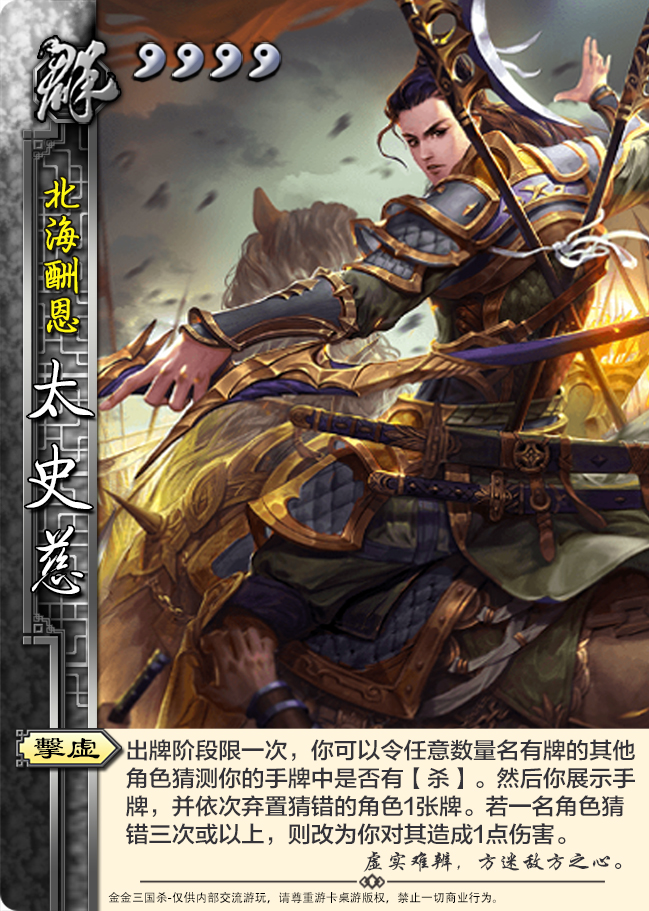 群
北海酬恩
太史慈
擊虚
出牌阶段限一次，你可以令任意数量名有牌的其他
角色猜测你的手牌中是否有【杀】。然后你展示手
牌，并依次弃置猜错的角色1张牌。若一名角色猜
错三次或以上，则改为你对其造成1点伤害。
虚实难辨，方迷敌方之心。
金金三国杀-仅供内部交流游玩，请尊重游卡桌游版权，禁止一切商业行为。